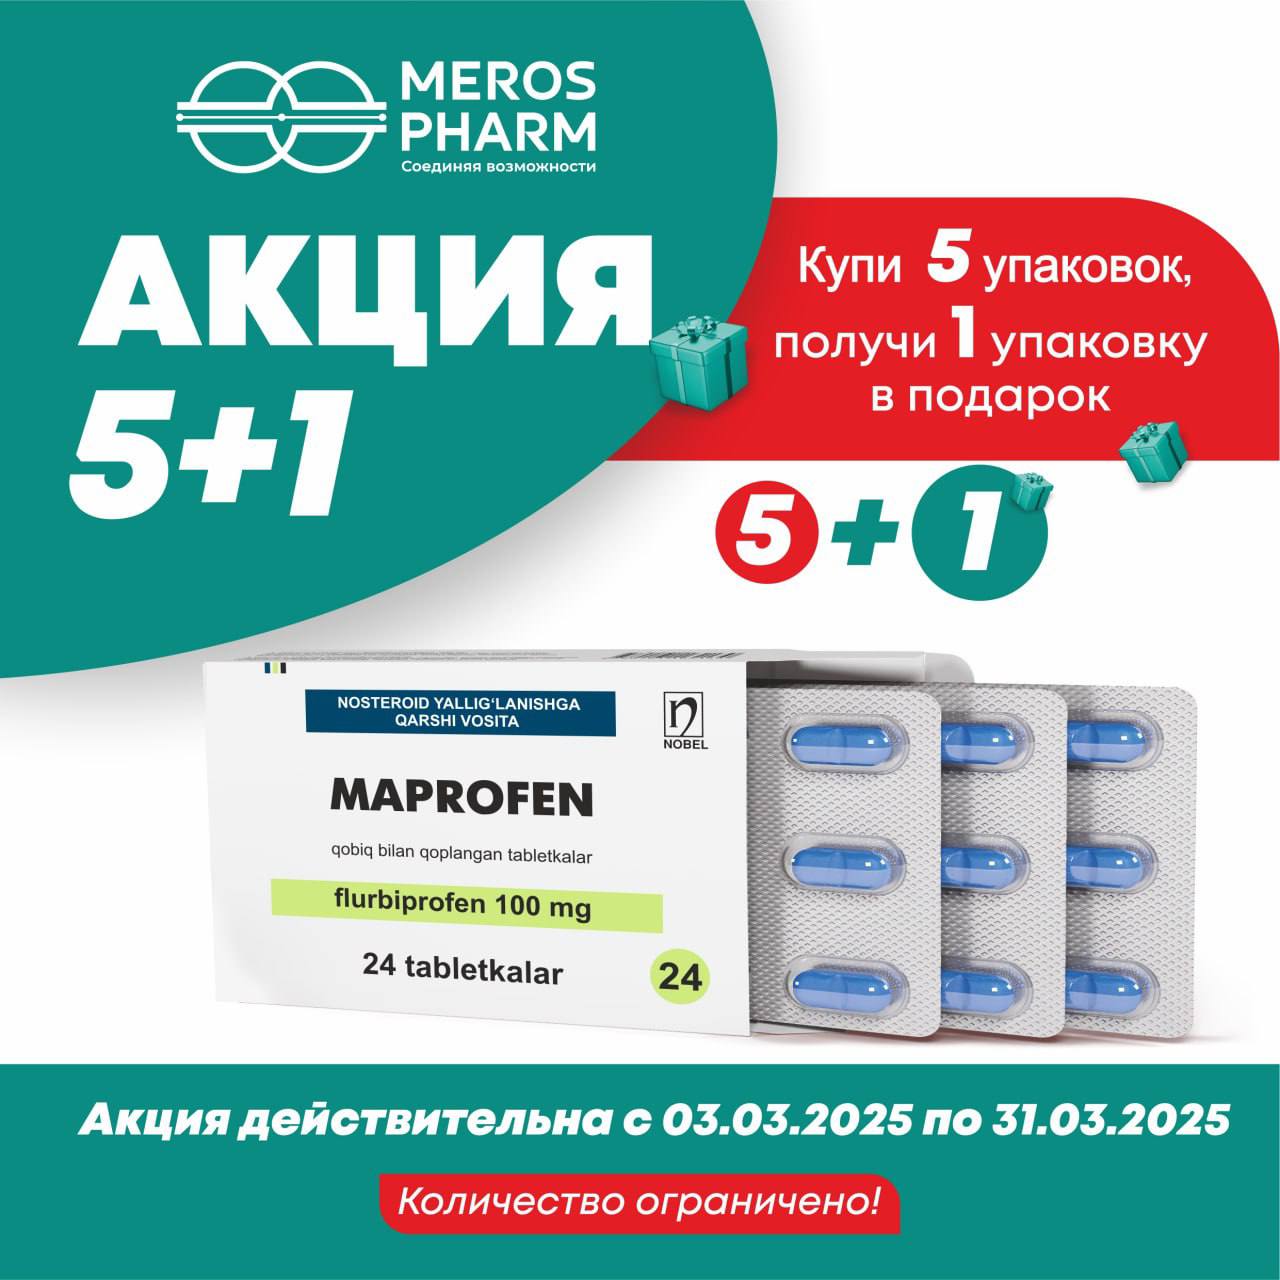 MEROS
PHARM
Соединяя возможности
АКЦИЯ
5+1
Купи 5 упаковок,
получи 1 упаковку
в подарок
5 + 1
NOSTEROID YALLIG‘LANISHGA
QARSHI VOSITA
NOBEL
MAPROFEN
qobiq bilan qoplangan tabletkalar
flurbiprofen 100 mg
24 tabletkalar
24
Акция действительна с 03.03.2025 по 31.03.2025
Количество ограничено!